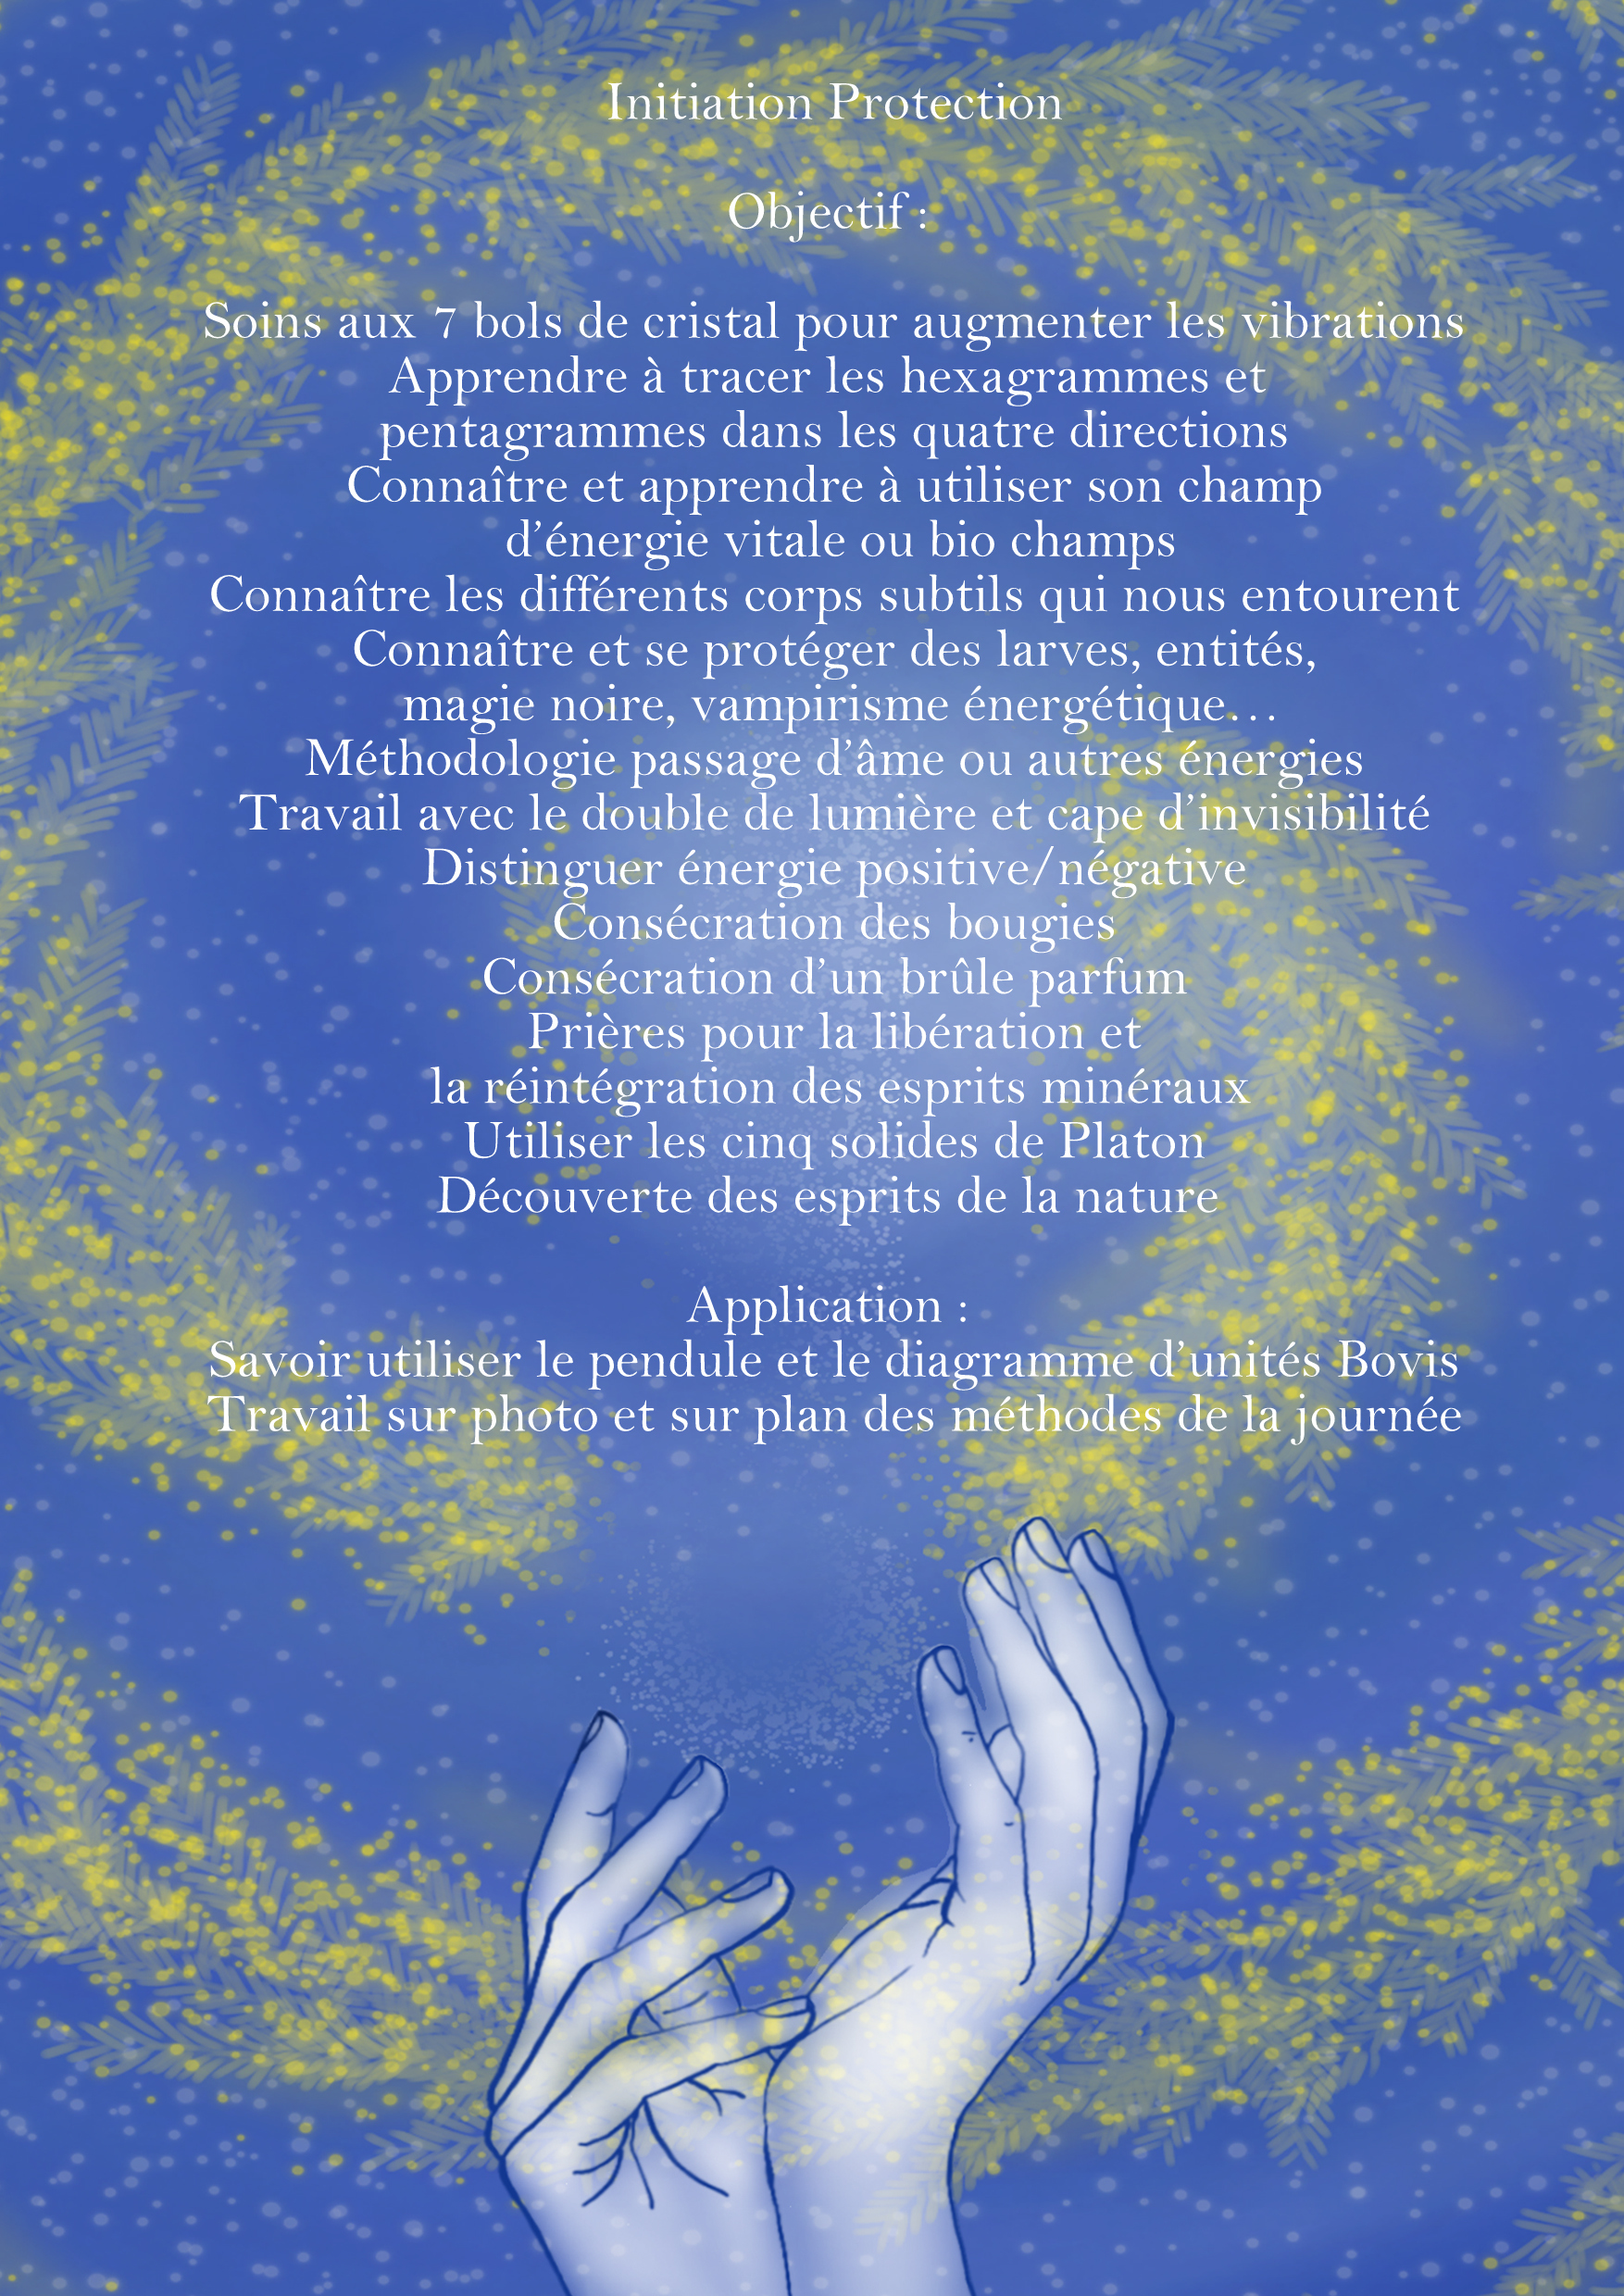 Initiation Protection
Objectif :
Soins aux 7 bols de cristal pour augmenter les vibrations
Apprendre à tracer les hexagrammes et
pentagrammes dans les quatre directions
Connaître et apprendre à utiliser son champ
d’énergie vitale ou bio champs
Connaître les différents corps subtils qui nous entourent
Connaître et se protéger des larves, entités,
magie noire, vampirisme énergétique…
Méthodologie passage d’âme ou autres énergies
Travail avec le double de lumière et cape d’invisibilité
Distinguer énergie positive/négative
Consécration des bougies
Consécration d’un brûle parfum
Prières pour la libération et
la réintégration des esprits minéraux
Utiliser les cinq solides de Platon
Découverte des esprits de la nature
Application :
Savoir utiliser le pendule et le diagramme d’unités Bovis
Travail sur photo et sur plan des méthodes de la journée